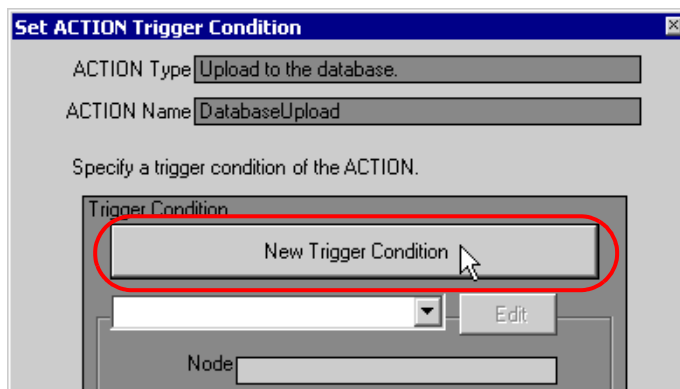 Set ACTION Trigger Condition
ACTION Type Upload to the database.
ACTION Name DatabaseUpload
Specify a trigger condition of the ACTION.
Trigger Condition
New Trigger Condition
Edit
Node